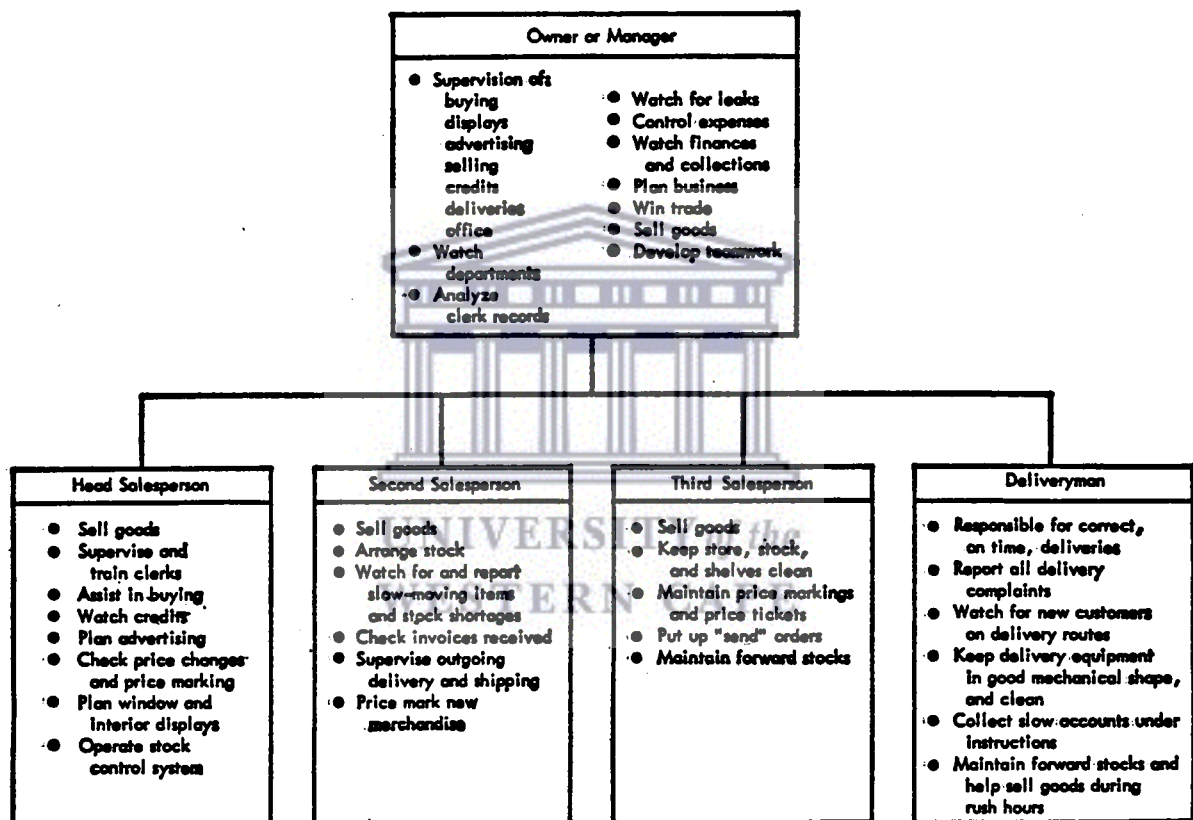 Owner or Manager
● Supervision of:
buying
displays
advertising
selling
credits
deliveries
office
● Watch
departments
● Analyze
clerk records
● Watch for leaks
● Control expenses
● Watch finances
and collections
● Plan business
● Win trade
● Sell goods
● Develop teamwork
Head Salesperson
● Sell goods
● Supervise and
train clerks
● Assist in buying
● Watch credits
● Plan advertising
● Check price changes
and price marking
● Plan window and
interior displays
● Operate stock
control system
Second Salesperson
● Sell goods
● Arrange stock
● Watch for and report
slow-moving items
and stock shortages
● Check invoices received
● Supervise outgoing
delivery and shipping
● Price mark new
merchandise
Third Salesperson
● Sell goods
● Keep store, stock,
and shelves clean
● Maintain price markings
and price tickets
● Put up "send" orders
● Maintain forward stocks
Deliveryman
● Responsible for correct,
on time, deliveries
● Report all delivery
complaints
● Watch for new customers
on delivery routes
● Keep delivery equipment
in good mechanical shape,
and clean
● Collect slow accounts under
instructions
● Maintain forward stocks and
help sell goods during
rush hours
UNIVERSITY of the
WESTERN CAPE